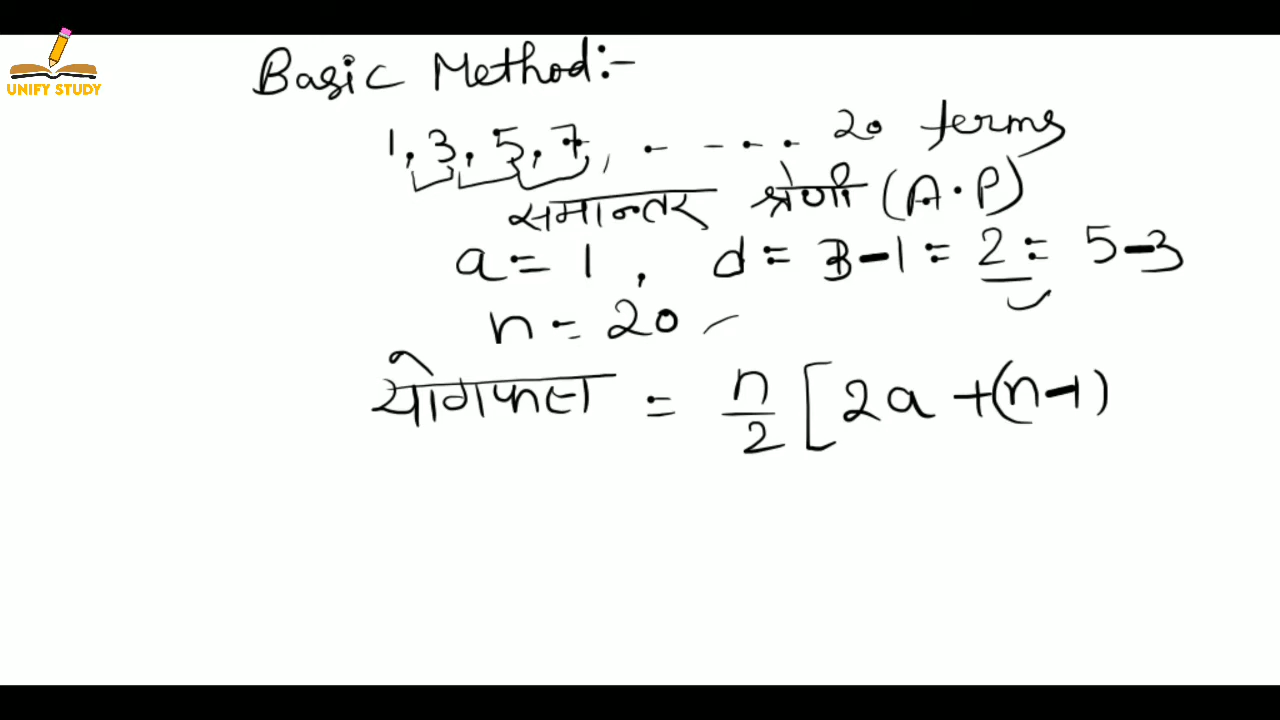 UNIFY STUDY
Basic Method:-
1, 3, 5, 7, . - . . . 20 terms
समान्तर श्रेणी (A.P)
a = 1, d = 3-1 = 2 = 5-3
n = 20
योगफल = n/2 [2a + (n-1)